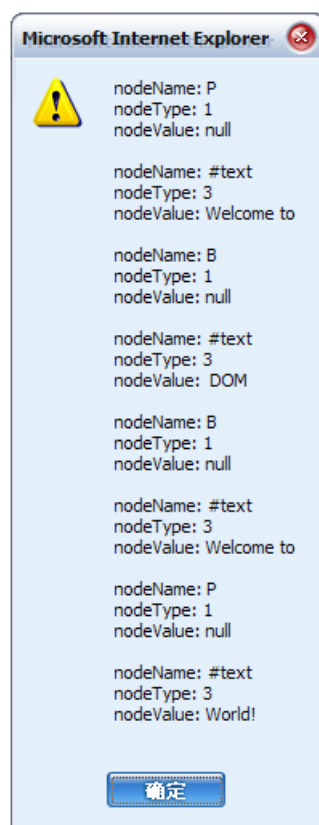 Microsoft Internet Explorer
nodeName: P
nodeType: 1
nodeValue: null
nodeName: #text
nodeType: 3
nodeValue: Welcome to
nodeName: B
nodeType: 1
nodeValue: null
nodeName: #text
nodeType: 3
nodeValue:  DOM
nodeName: B
nodeType: 1
nodeValue: null
nodeName: #text
nodeType: 3
nodeValue: Welcome to
nodeName: P
nodeType: 1
nodeValue: null
nodeName: #text
nodeType: 3
nodeValue: World!
确定